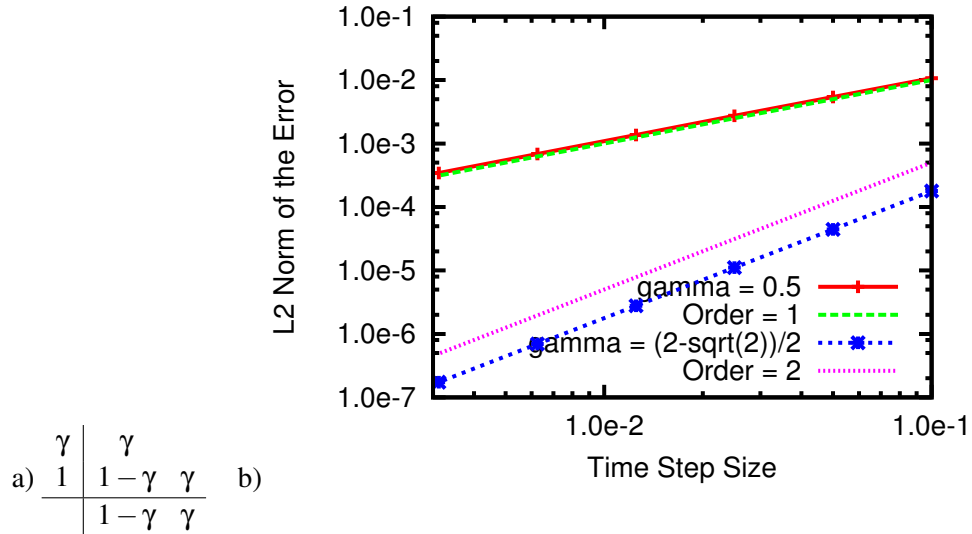 1.0e-1
1.0e-2
1.0e-3
1.0e-4
1.0e-5
1.0e-6
1.0e-7
L2 Norm of the Error
gamma = 0.5
Order = 1
gamma = (2-sqrt(2))/2
Order = 2
1.0e-2 1.0e-1
Time Step Size
a)
γ γ
1 1 − γ γ
1 − γ γ
b)